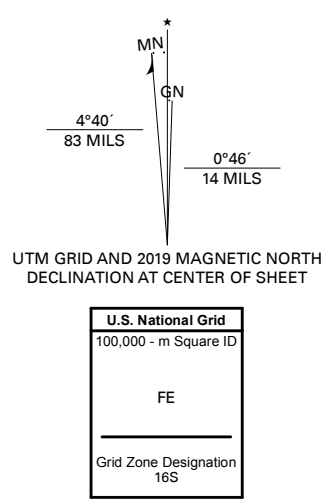 MN
GN
4°40´
83 MILS
0°46´
14 MILS
UTM GRID AND 2019 MAGNETIC NORTH
DECLINATION AT CENTER OF SHEET
U.S. National Grid
100,000 - m Square ID
FE
Grid Zone Designation
16S